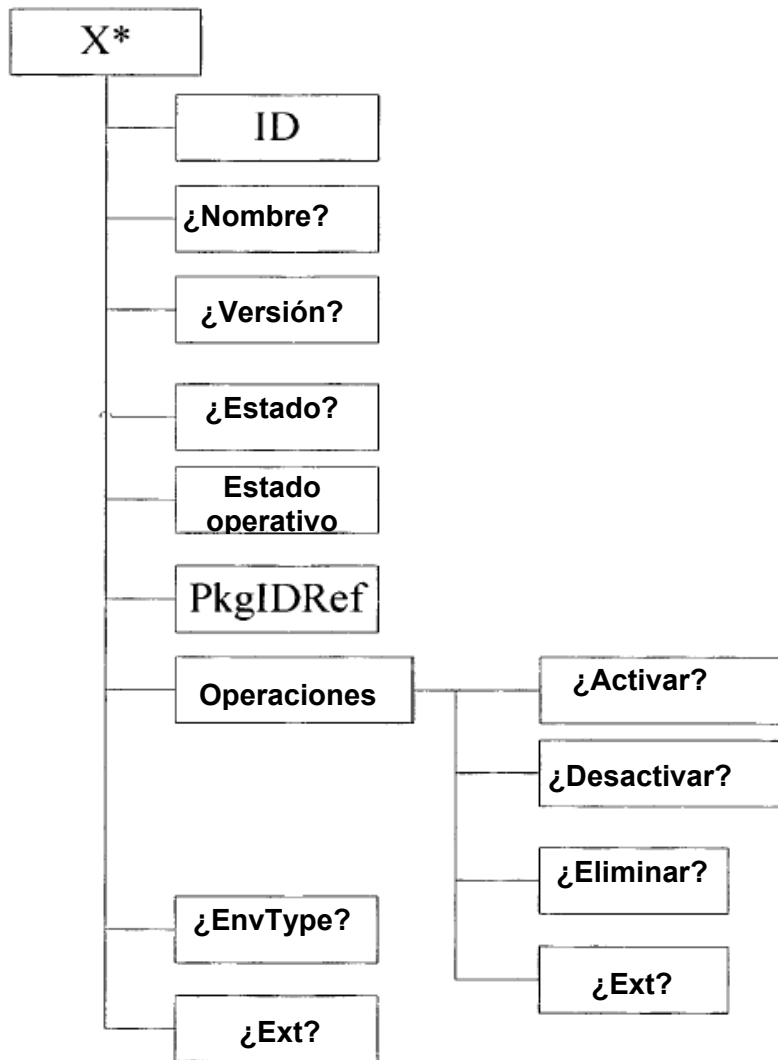 X*
ID
¿Nombre?
¿Versión?
¿Estado?
Estado
operativo
PkgIDRef
Operaciones
¿Activar?
¿Desactivar?
¿Eliminar?
¿Ext?
¿EnvType?
¿Ext?